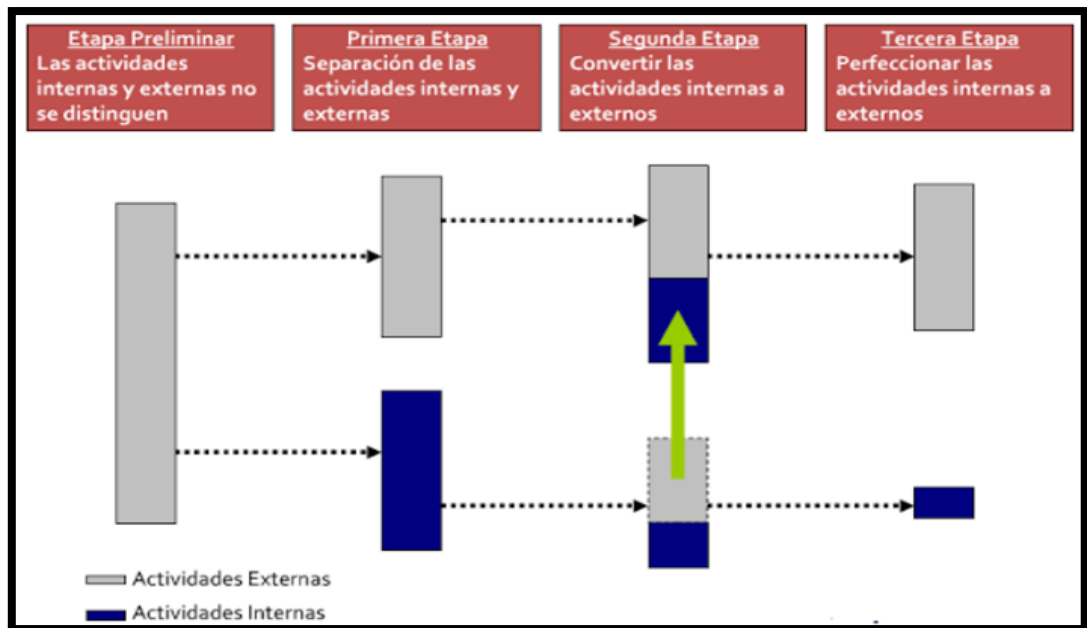 Etapa Preliminar
Las actividades
internas y externas no
se distinguen
Primera Etapa
Separación de las
actividades internas y
externas
Segunda Etapa
Convertir las
actividades internas a
externos
Tercera Etapa
Perfeccionar las
actividades internas a
externos
Actividades Externas
Actividades Internas